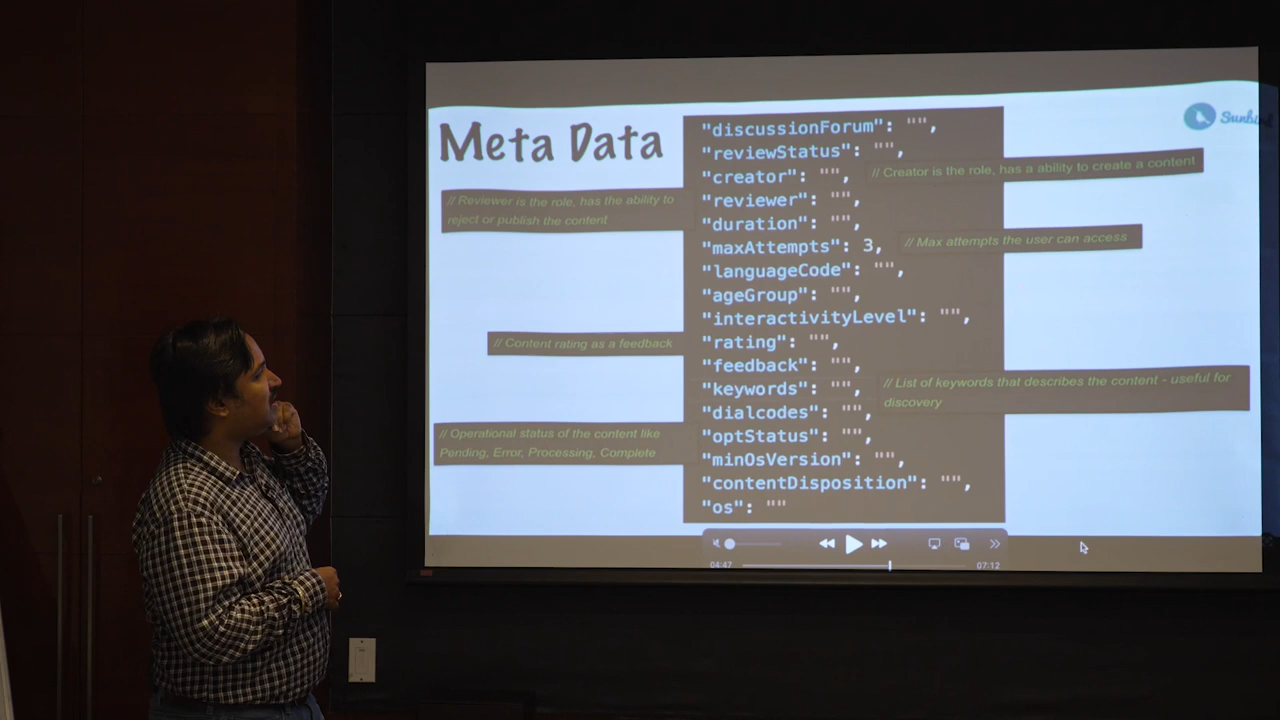 Meta Data
Sunbird
"discussionForum": "",
"reviewStatus": "",
"creator": "",
// Creator is the role, has a ability to create a content
// Reviewer is the role, has the ability to
reject or publish the content
"reviewer": "",
"duration": "",
"maxAttempts": 3,
// Max attempts the user can access
"languageCode": "",
"ageGroup": "",
"interactivityLevel": "",
// Content rating as a feedback
"rating": "",
"feedback": "",
"keywords": "",
// List of keywords that describes the content - useful for
discovery
"dialcodes": "",
// Operational status of the content like
Pending, Error, Processing, Complete
"optStatus": "",
"minOsVersion": "",
"contentDisposition": "",
"os": ""
04:47
07:12